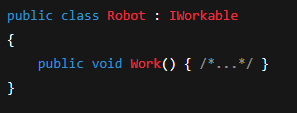 public class Robot : IWorkable
{
    public void Work() { /*...*/ }
}